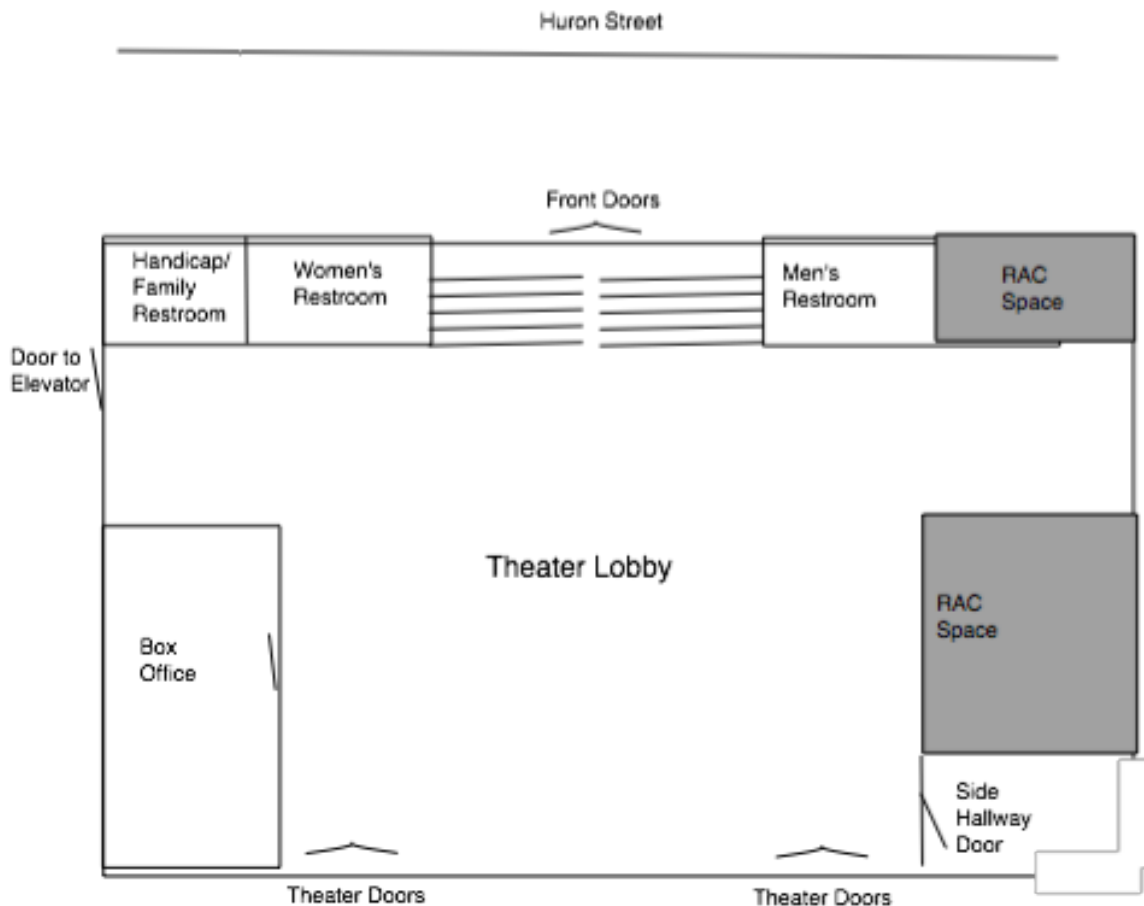 Huron Street
Front Doors
Handicap/
Family
Restroom
Women's
Restroom
Men's
Restroom
RAC
Space
Door to
Elevator
Theater Lobby
RAC
Space
Box
Office
Side
Hallway
Door
Theater Doors
Theater Doors